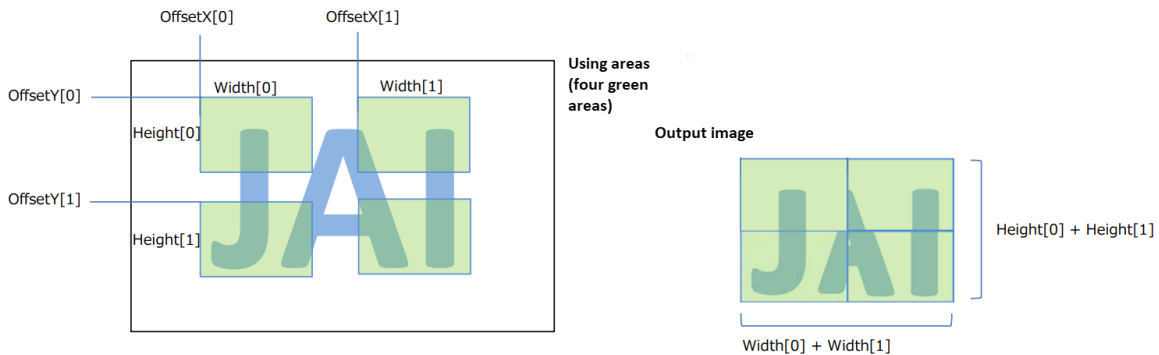 OffsetX[0]
OffsetX[1]
Using areas
(four green
areas)
Width[0]
Width[1]
OffsetY[0]
Height[0]
JAI
OffsetY[1]
Height[1]
Output image
JAI
Height[0] + Height[1]
Width[0] + Width[1]